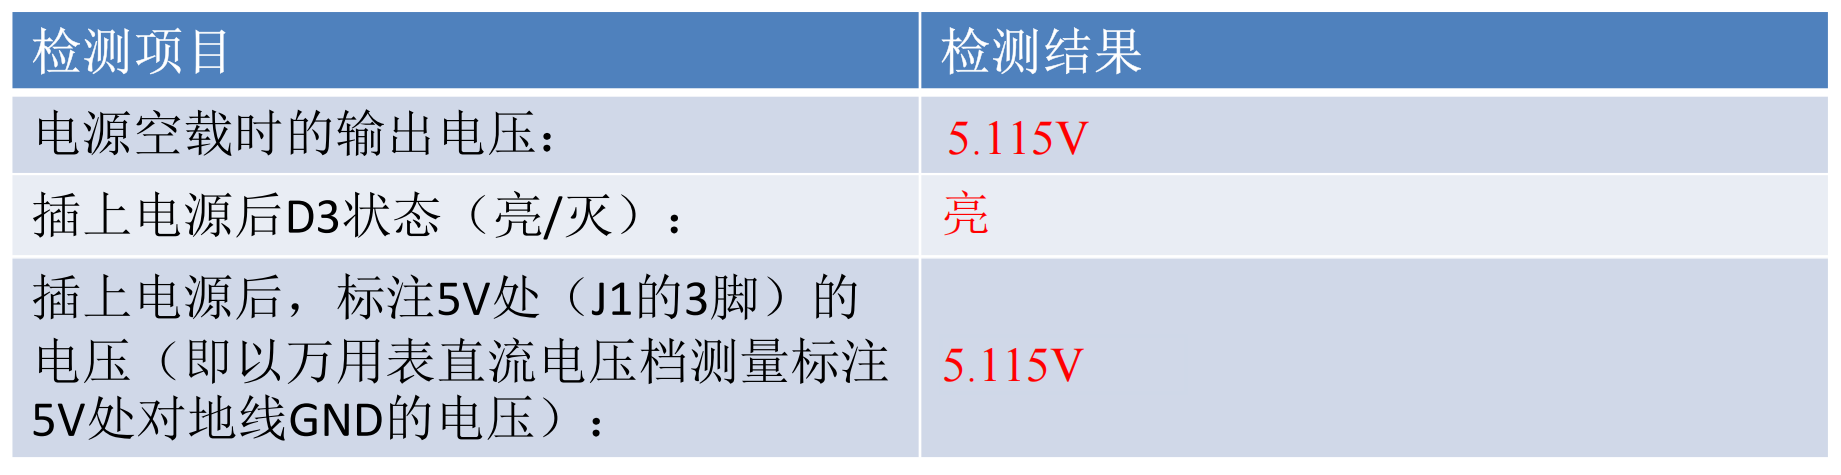 检测项目
检测结果
电源空载时的输出电压：
5.115V
插上电源后D3状态（亮/灭）：
亮
插上电源后，标注5V处（J1的3脚）的
电压（即以万用表直流电压档测量标注
5V处对地线GND的电压）：
5.115V